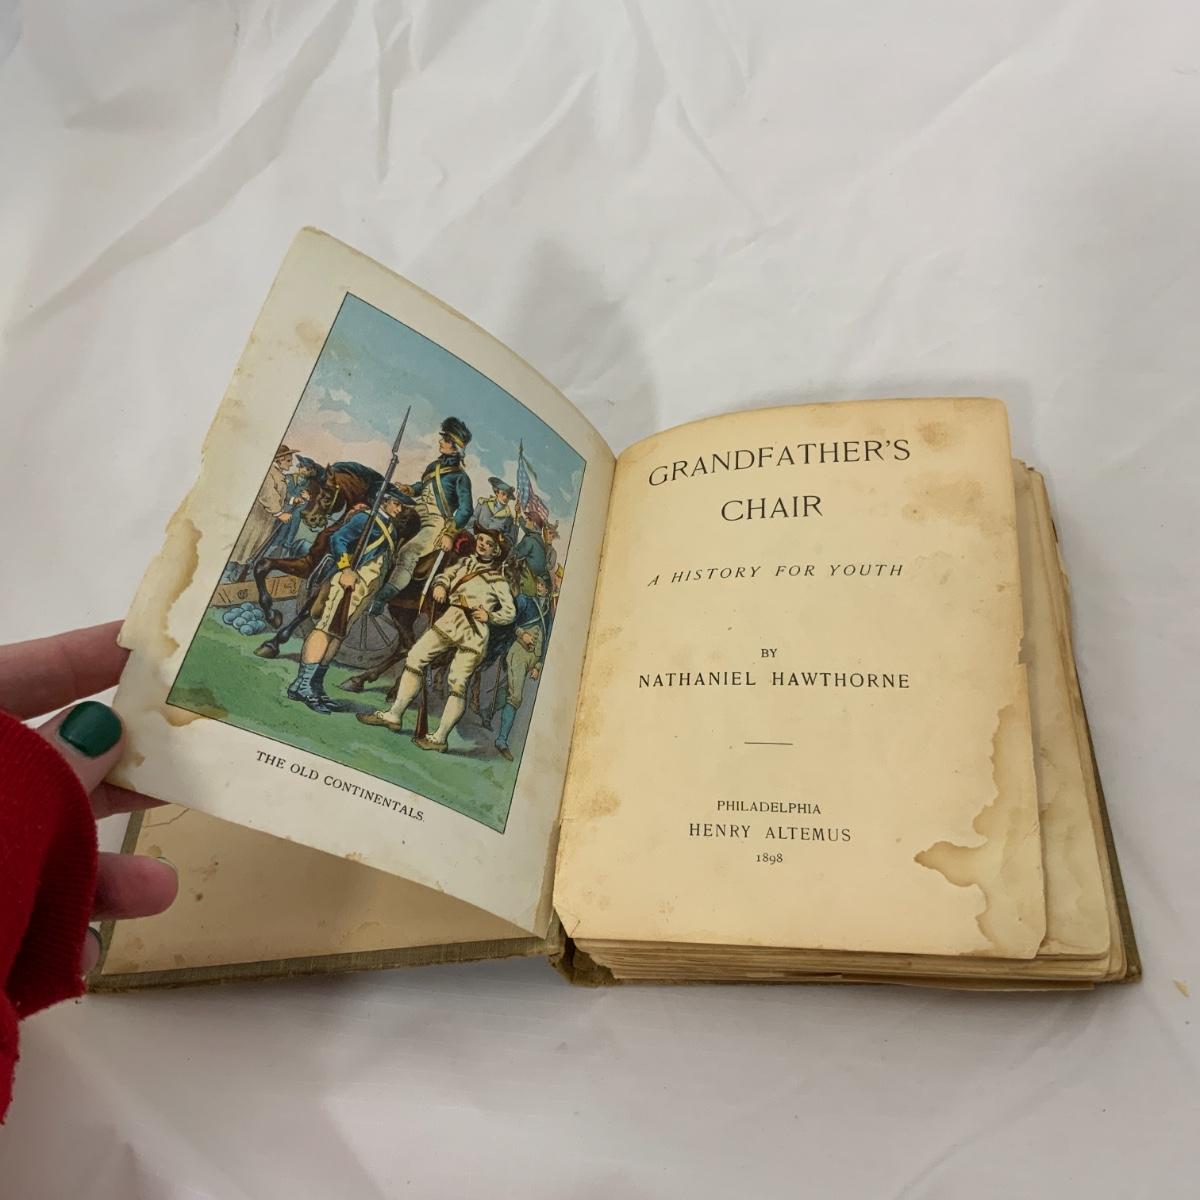 THE OLD CONTINENTALS.
GRANDFATHER'S
CHAIR
A HISTORY FOR YOUTH
BY
NATHANIEL HAWTHORNE
PHILADELPHIA
HENRY ALTEMUS
1898